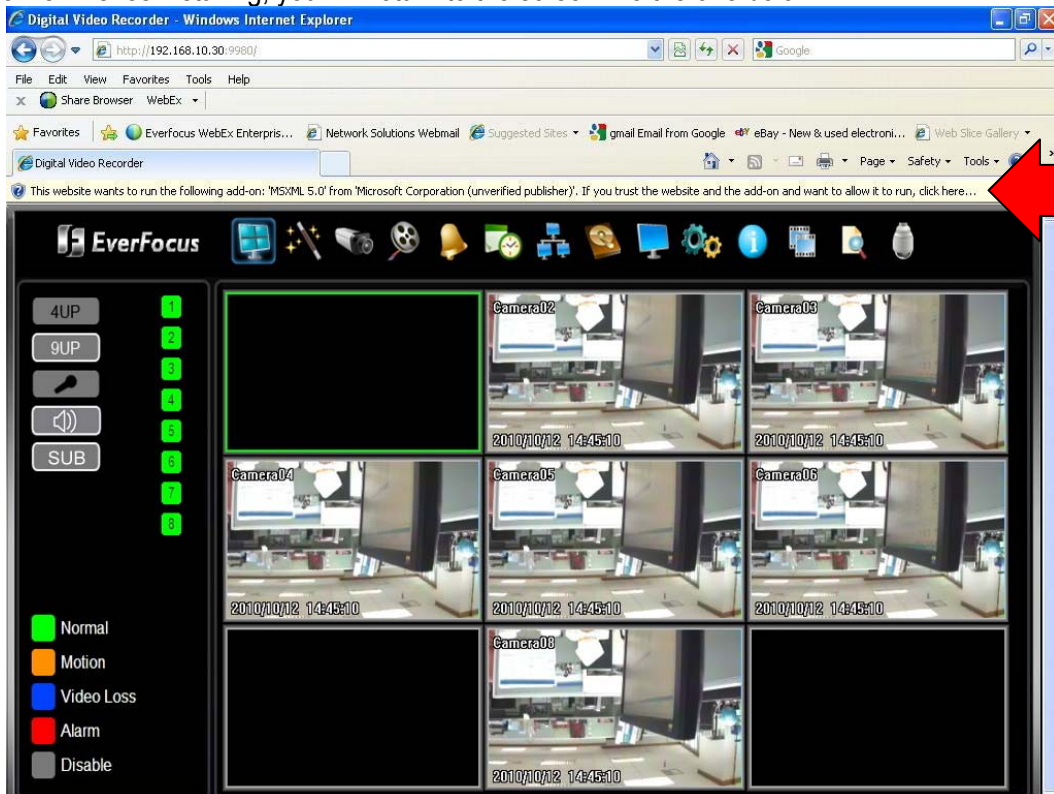 Digital Video Recorder - Windows Internet Explorer
http://192.168.10.30:9980/
Google
File Edit View Favorites Tools Help
x Share Browser WebEx
Favorites Everfocus WebEx Enterpris... Network Solutions Webmail Suggested Sites gmail Email from Google eBay - New & used electroni... Web Slice Gallery
Digital Video Recorder
Page Safety Tools
This website wants to run the following add-on: 'MSXML 5.0' from 'Microsoft Corporation (unverified publisher)'. If you trust the website and the add-on and want to allow it to run, click here...
EverFocus
4UP
9UP
SUB
1
2
3
4
5
6
7
8
Normal
Motion
Video Loss
Alarm
Disable
Camera02
2010/10/12 14:45:10
Camera03
2010/10/12 14:45:10
Camera04
2010/10/12 14:45:10
Camera05
2010/10/12 14:45:10
Camera06
2010/10/12 14:45:10
Camera08
2010/10/12 14:45:10